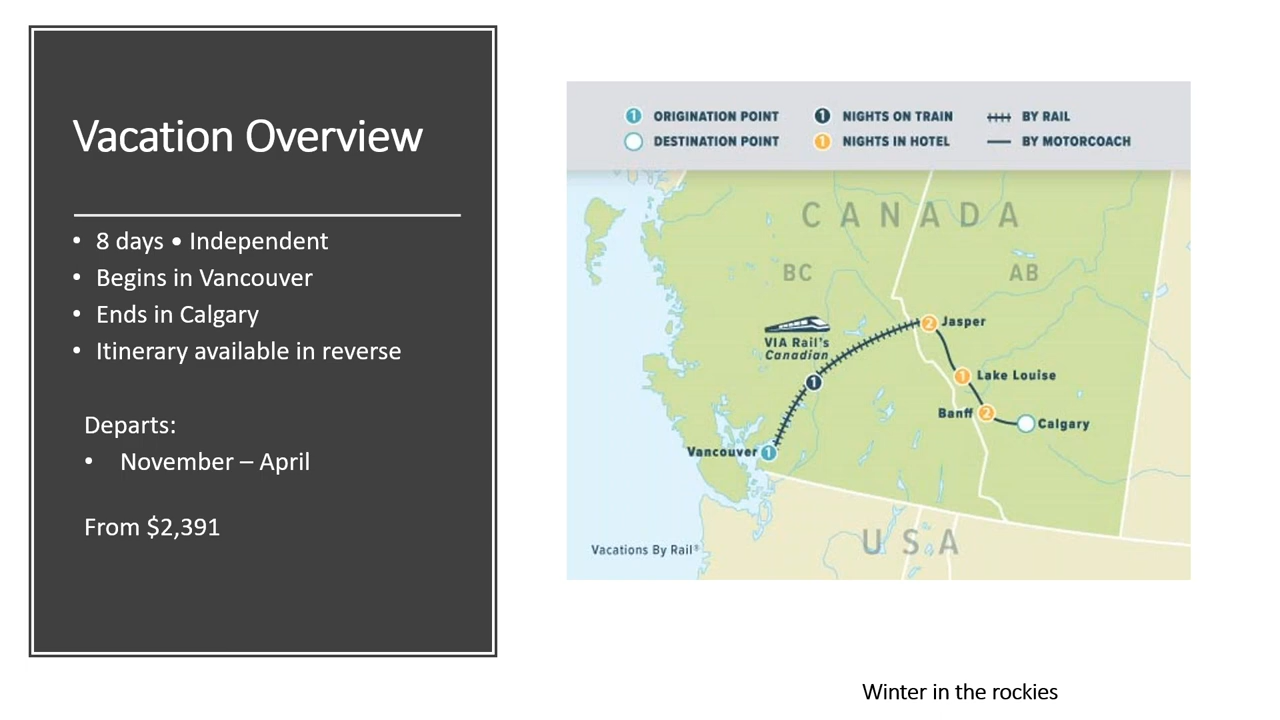 Vacation Overview
• 8 days • Independent
• Begins in Vancouver
• Ends in Calgary
• Itinerary available in reverse
Departs:
• November – April
From $2,391
1 ORIGINATION POINT
1 NIGHTS ON TRAIN
BY RAIL
DESTINATION POINT
1 NIGHTS IN HOTEL
BY MOTORCOACH
CANADA
BC
AB
VIA Rail's
Canadian
2 Jasper
1
1 Lake Louise
Banff 2
Calgary
Vancouver 1
USA
Vacations By Rail®
Winter in the rockies